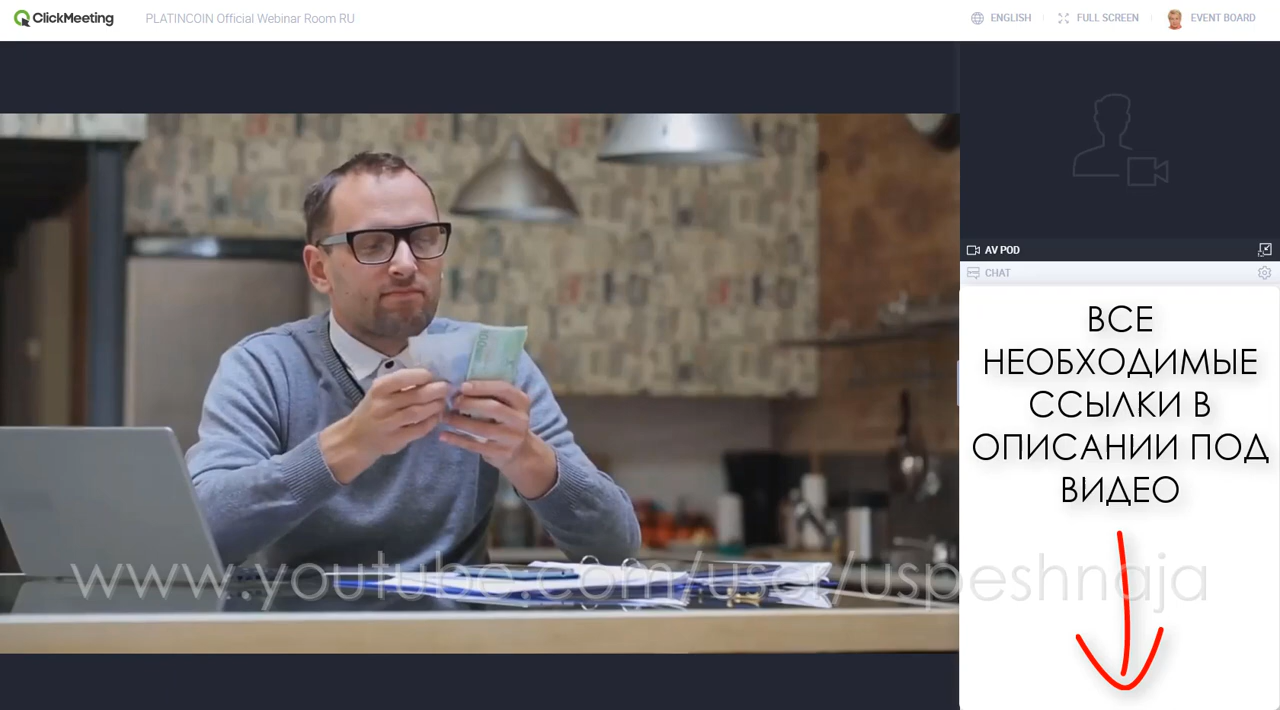 ClickMeeting
PLATINCOIN Official Webinar Room RU
ENGLISH
FULL SCREEN
EVENT BOARD
AV POD
CHAT
ВСЕ
НЕОБХОДИМЫЕ
ССЫЛКИ В
ОПИСАНИИ ПОД
ВИДЕО
www.youtube.com/user/uspeshnaja
100